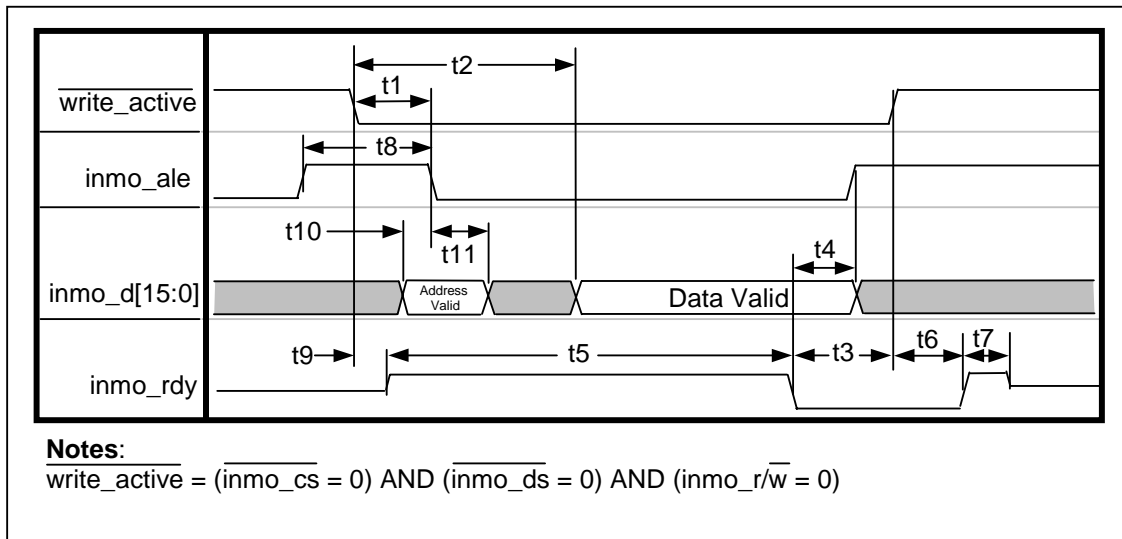 t2
t1
write_active
t8
inmo_ale
t10
t11
t4
inmo_d[15:0]
Address
Valid
Data Valid
t9
t5
t3
t6
t7
inmo_rdy
Notes:
write_active = (inmo_cs = 0) AND (inmo_ds = 0) AND (inmo_r/w = 0)